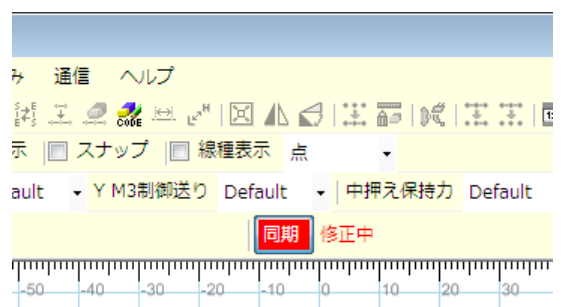 み 通信 ヘルプ
CODE
示 スナップ 線種表示 点
ault Y M3制御送り Default 中押え保持力 Default
同期 修正中
-50 -40 -30 -20 -10 0 10 20 30